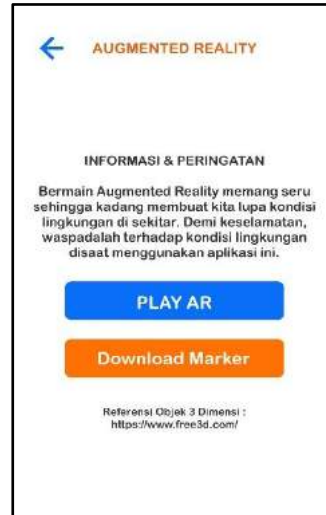 AUGMENTED REALITY
INFORMASI & PERINGATAN
Bermain Augmented Reality memang seru
sehingga kadang membuat kita lupa kondisi
lingkungan di sekitar. Demi keselamatan,
waspadalah terhadap kondisi lingkungan
disaat menggunakan aplikasi ini.
PLAY AR
Download Marker
Referensi Objek 3 Dimensi :
https://www.free3d.com/